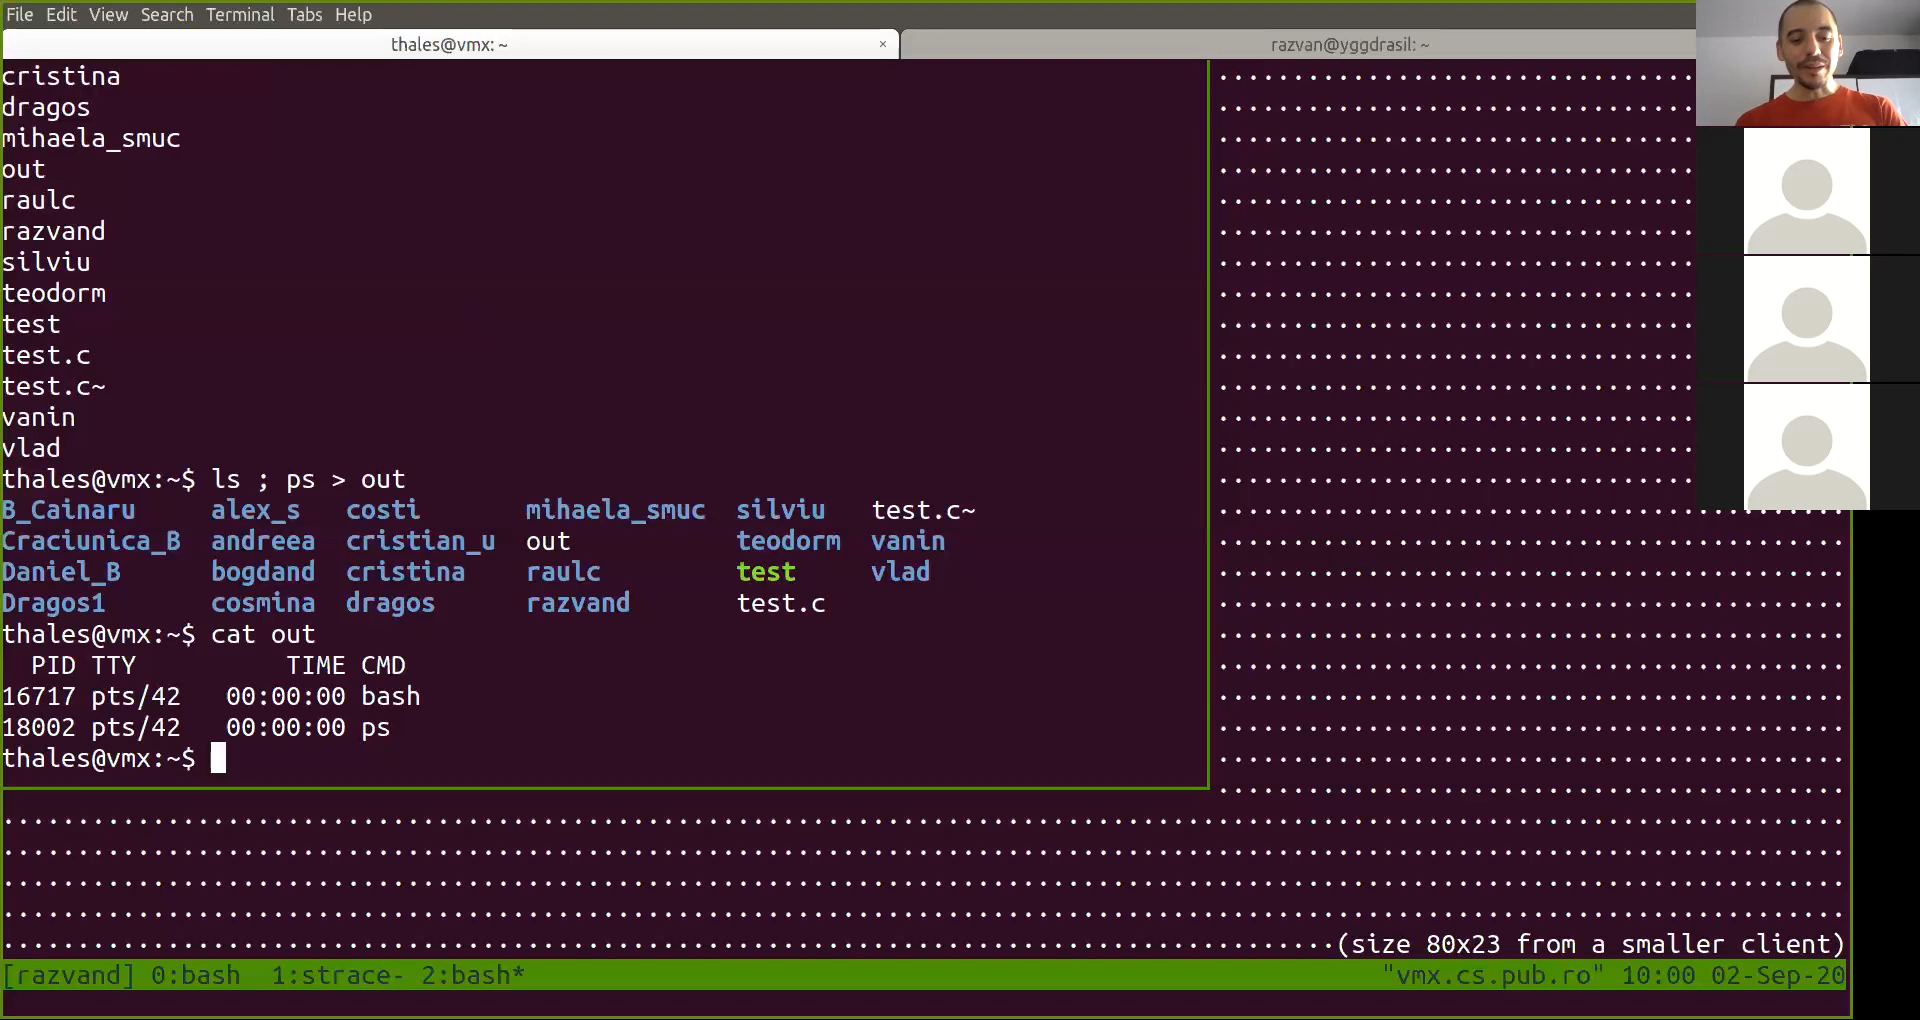 File Edit View Search Terminal Tabs Help
thales@vmx: ~ × razvan@yggdrasil: ~
cristina
dragos
mihaela_smuc
out
raulc
razvand
silviu
teodorm
test
test.c
test.c~
vanin
vlad
thales@vmx:~$ ls ; ps > out
B_Cainaru alex_s costi mihaela_smuc silviu test.c~
Craciunica_B andreea cristian_u out teodorm vanin
Daniel_B bogdand cristina raulc test vlad
Dragos1 cosmina dragos razvand test.c
thales@vmx:~$ cat out
PID TTY TIME CMD
16717 pts/42 00:00:00 bash
18002 pts/42 00:00:00 ps
thales@vmx:~$
(size 80x23 from a smaller client)
[razvand] 0:bash 1:strace- 2:bash* "vmx.cs.pub.ro" 10:00 02-Sep-20